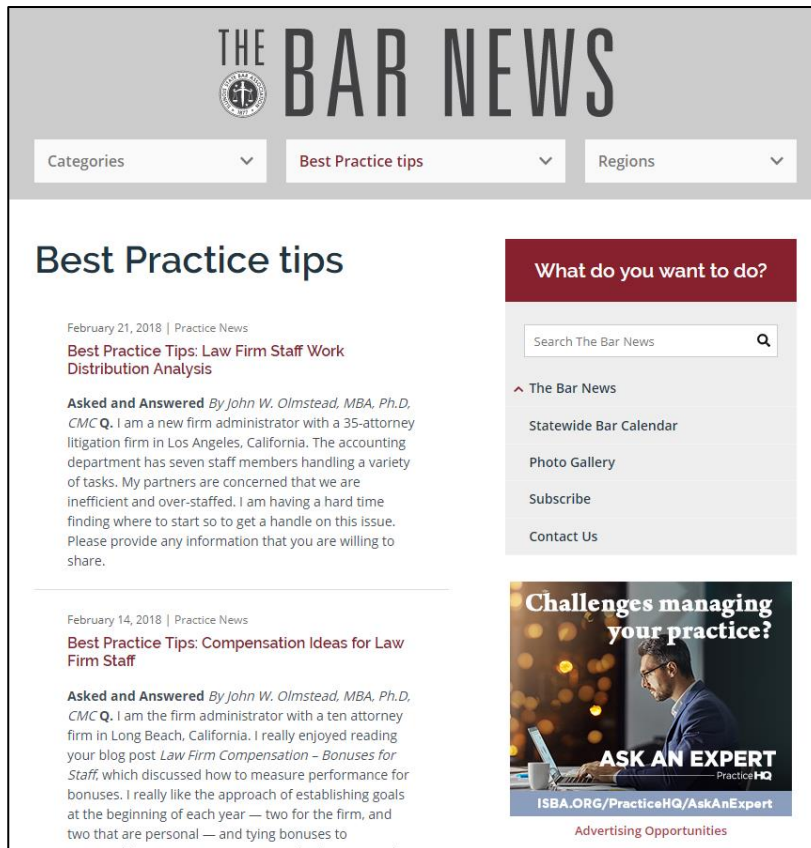 THE
BAR NEWS
ILLINOIS STATE BAR ASSOCIATION
1877
Categories
Best Practice tips
Regions
Best Practice tips
February 21, 2018 | Practice News
Best Practice Tips: Law Firm Staff Work
Distribution Analysis
Asked and Answered By John W. Olmstead, MBA, Ph.D,
CMC Q. I am a new firm administrator with a 35-attorney
litigation firm in Los Angeles, California. The accounting
department has seven staff members handling a variety
of tasks. My partners are concerned that we are
inefficient and over-staffed. I am having a hard time
finding where to start so to get a handle on this issue.
Please provide any information that you are willing to
share.
February 14, 2018 | Practice News
Best Practice Tips: Compensation Ideas for Law
Firm Staff
Asked and Answered By John W. Olmstead, MBA, Ph.D,
CMC Q. I am the firm administrator with a ten attorney
firm in Long Beach, California. I really enjoyed reading
your blog post Law Firm Compensation – Bonuses for
Staff, which discussed how to measure performance for
bonuses. I really like the approach of establishing goals
at the beginning of each year — two for the firm, and
two that are personal — and tying bonuses to
What do you want to do?
Search The Bar News
The Bar News
Statewide Bar Calendar
Photo Gallery
Subscribe
Contact Us
Challenges managing
your practice?
ASK AN EXPERT
PracticeHQ
ISBA.ORG/PracticeHQ/AskAnExpert
Advertising Opportunities